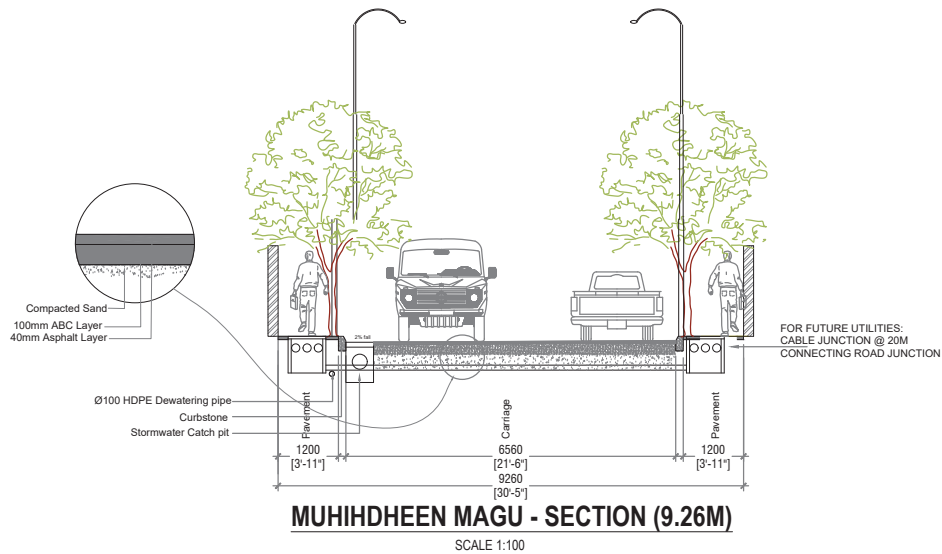 Compacted Sand
100mm ABC Layer
40mm Asphalt Layer
2% fall
FOR FUTURE UTILITIES:
CABLE JUNCTION @ 20M
CONNECTING ROAD JUNCTION
Ø100 HDPE Dewatering pipe
Curbstone
Stormwater Catch pit
Pavement
Carriage
Pavement
1200
[3'-11"]
6560
[21'-6"]
1200
[3'-11"]
9260
[30'-5"]
MUHIHDHEEN MAGU - SECTION (9.26M)
SCALE 1:100